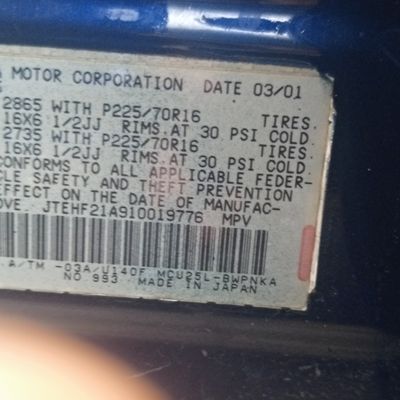 MOTOR CORPORATION DATE 03/01
2865 WITH P225/70R16 TIRES.
16X6 1/2JJ RIMS.AT 30 PSI COLD.
2735 WITH P225/70R16 TIRES.
16X6 1/2JJ RIMS.AT 30 PSI COLD.
CONFORMS TO ALL APPLICABLE FEDER-
CLE SAFETY AND THEFT PREVENTION
EFFECT ON THE DATE OF MANUFAC-
OVE. JTEHF21A910019776 MPV
A/TM -03A/U140F MCU25L-BWPNKA
NO 993 MADE IN JAPAN